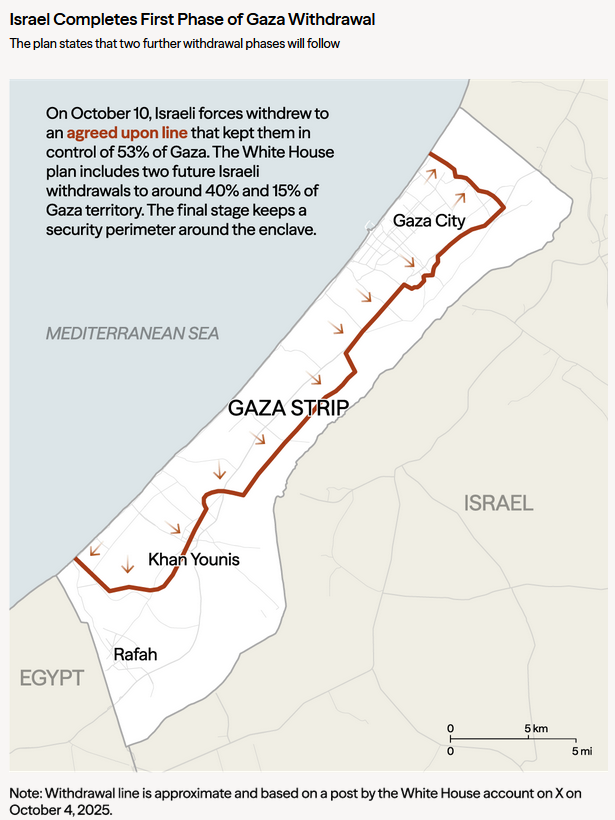 Israel Completes First Phase of Gaza Withdrawal
The plan states that two further withdrawal phases will follow
On October 10, Israeli forces withdrew to
an agreed upon line that kept them in
control of 53% of Gaza. The White House
plan includes two future Israeli
withdrawals to around 40% and 15% of
Gaza territory. The final stage keeps a
security perimeter around the enclave.
Gaza City
MEDITERRANEAN SEA
GAZA STRIP
ISRAEL
Khan Younis
Rafah
EGYPT
0 5 km
0 5 mi
Note: Withdrawal line is approximate and based on a post by the White House account on X on
October 4, 2025.